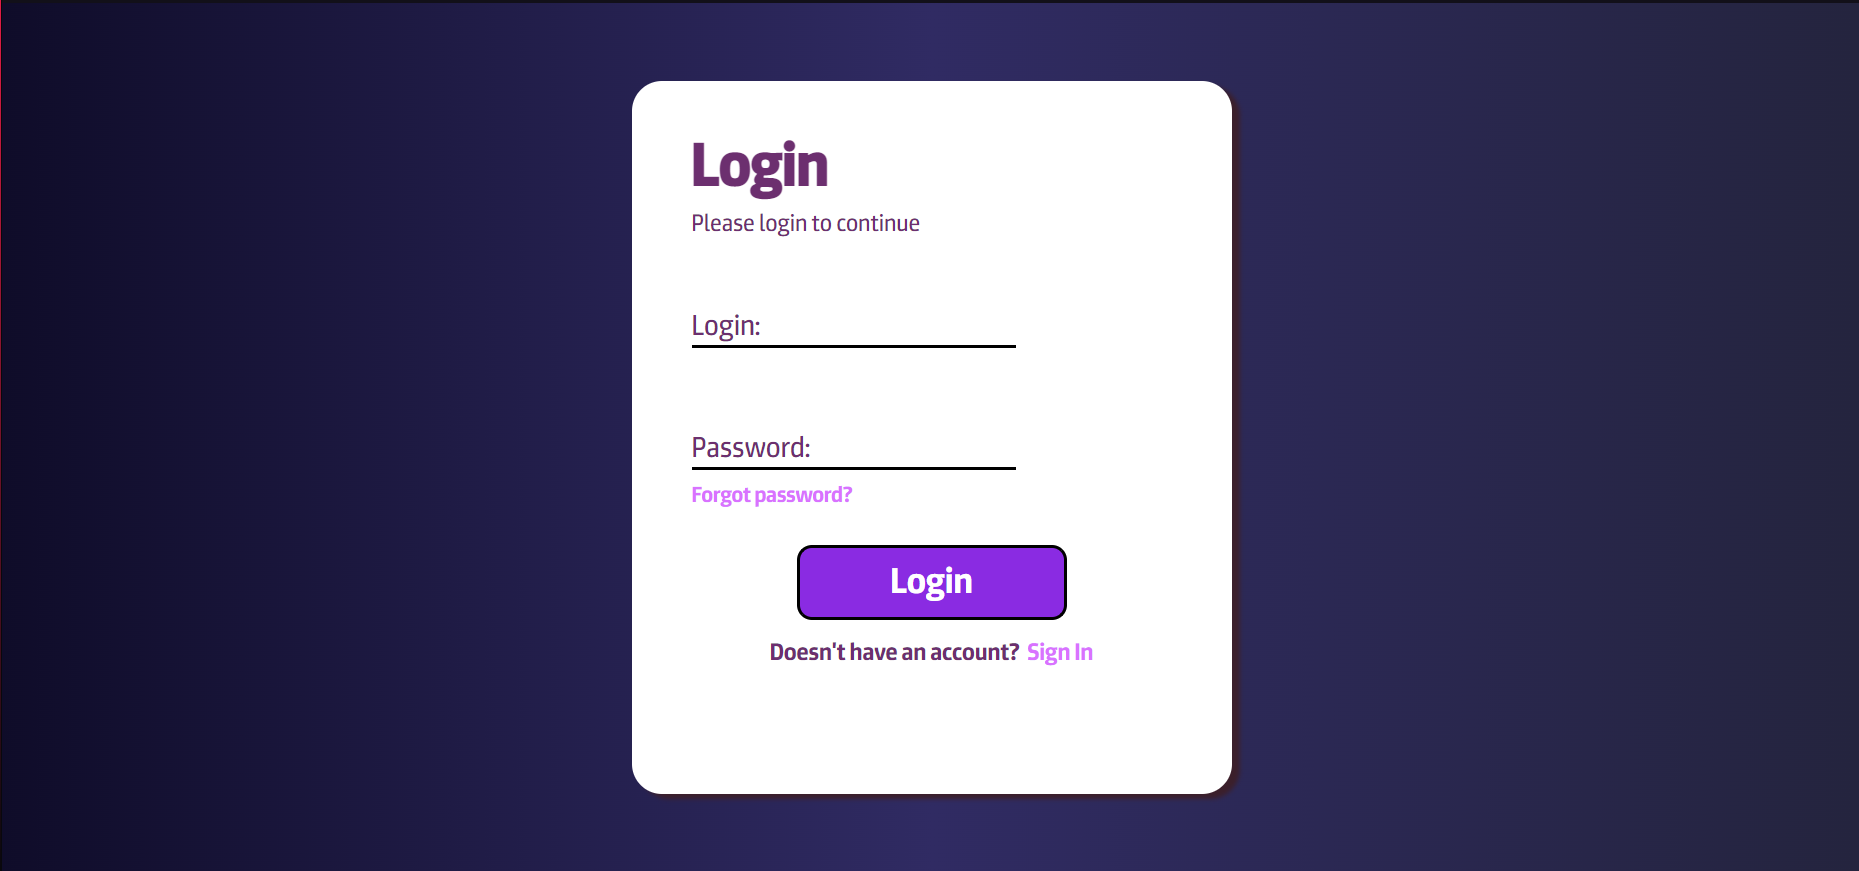 Login
Please login to continue
Login:
Password:
Forgot password?
Login
Doesn't have an account? Sign In